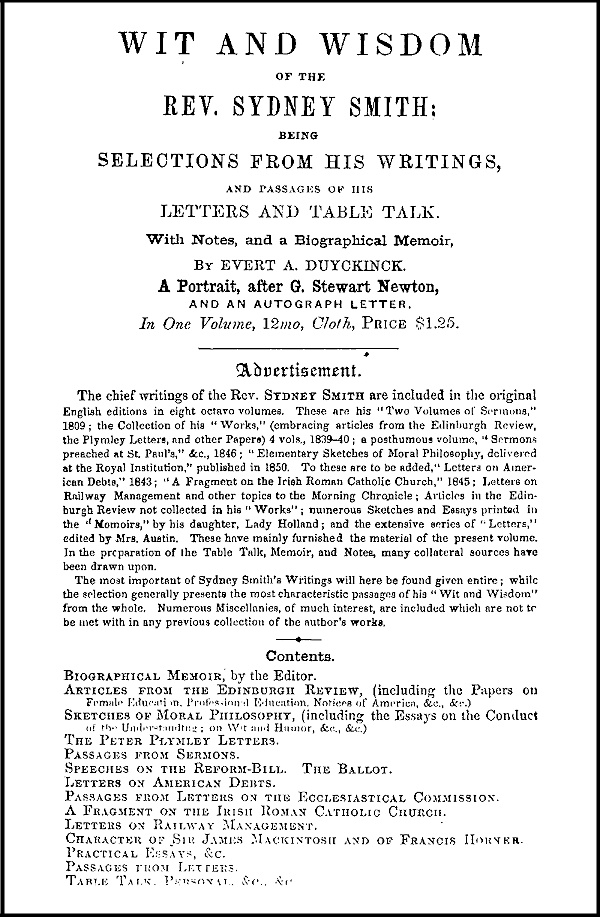 WIT AND WISDOM
OF THE
REV. SYDNEY SMITH:
BEING
SELECTIONS FROM HIS WRITINGS,
AND PASSAGES OF HIS
LETTERS AND TABLE TALK.
With Notes, and a Biographical Memoir,
BY EVERT A. DUYCKINCK.
A Portrait, after G. Stewart Newton,
AND AN AUTOGRAPH LETTER.
In One Volume, 12mo, Cloth, PRICE $1.25.
Advertisement.
The chief writings of the Rev. SYDNEY SMITH are included in the original
English editions in eight octavo volumes. These are his "Two Volumes of Sermons,"
1809; the Collection of his "Works," (embracing articles from the Edinburgh Review,
the Plymley Letters, and other Papers) 4 vols., 1839–40; a posthumous volume, "Sermons
preached at St. Paul's," &c., 1846; "Elementary Sketches of Moral Philosophy, delivered
at the Royal Institution," published in 1850. To these are to be added, "Letters on Amer-
ican Debts," 1843; "A Fragment on the Irish Roman Catholic Church," 1845; Letters on
Railway Management and other topics to the Morning Chronicle; Articles in the Edin-
burgh Review not collected in his "Works"; numerous Sketches and Essays printed in
the "Memoirs," by his daughter, Lady Holland; and the extensive series of "Letters,"
edited by Mrs. Austin. These have mainly furnished the material of the present volume.
In the preparation of the Table Talk, Memoir, and Notes, many collateral sources have
been drawn upon.
The most important of Sydney Smith's Writings will here be found given entire; while
the selection generally presents the most characteristic passages of his "Wit and Wisdom"
from the whole. Numerous Miscellanies, of much interest, are included which are not to
be met with in any previous collection of the author's works.
Contents.
BIOGRAPHICAL MEMOIR, by the Editor.
ARTICLES FROM THE EDINBURGH REVIEW, (including the Papers on
Female Education, Professional Education, Notices of America, &c., &c.)
SKETCHES OF MORAL PHILOSOPHY, (including the Essays on the Conduct
of the Understanding; on Wit and Humor, &c., &c.)
THE PETER PLYMLEY LETTERS.
PASSAGES FROM SERMONS.
SPEECHES ON THE REFORM-BILL. THE BALLOT.
LETTERS ON AMERICAN DEBTS.
PASSAGES FROM LETTERS ON THE ECCLESIASTICAL COMMISSION.
A FRAGMENT ON THE IRISH ROMAN CATHOLIC CHURCH.
LETTERS ON RAILWAY MANAGEMENT.
CHARACTER OF SIR JAMES MACKINTOSH AND OF FRANCIS HORNER.
PRACTICAL ESSAYS, &C.
PASSAGES FROM LETTERS.
TABLE TALK, PERSONAL, &C., &C